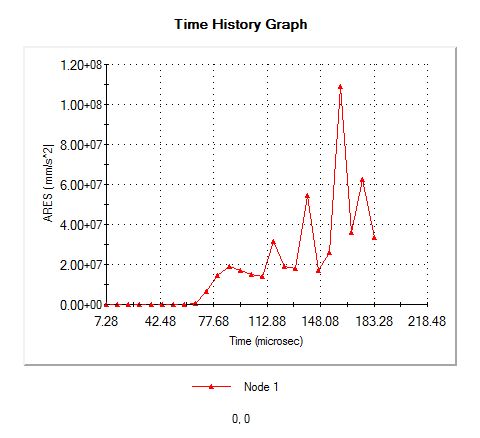 Time History Graph
1.20+08
1.00+08
8.00+07
6.00+07
4.00+07
2.00+07
0.00+00
ARES (mm/s^2)
7.28 42.48 77.68 112.88 148.08 183.28 218.48
Time (microsec)
Node 1
0, 0